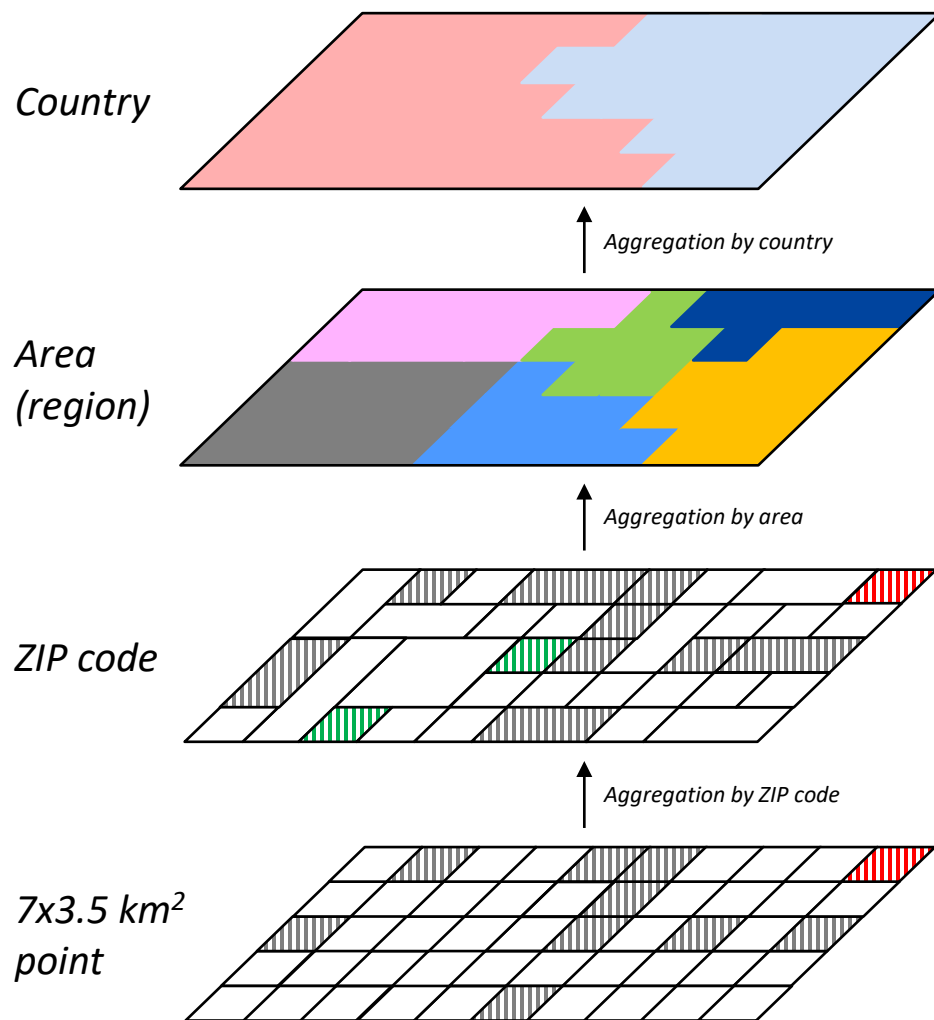 Country
Aggregation by country
Area
(region)
Aggregation by area
ZIP code
Aggregation by ZIP code
7x3.5 km²
point